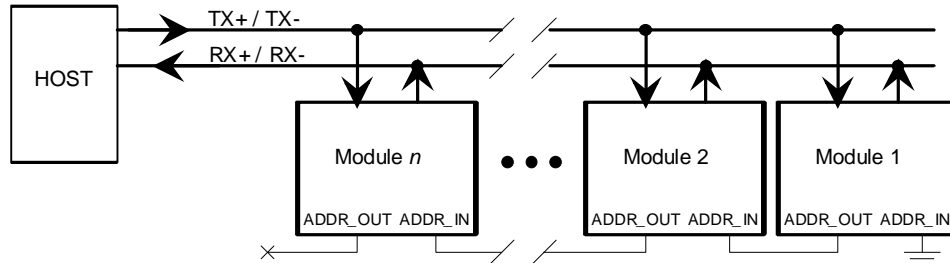 TX+ / TX-
RX+ / RX-
HOST
Module n
Module 2
Module 1
ADDR_OUT ADDR_IN
ADDR_OUT ADDR_IN
ADDR_OUT ADDR_IN